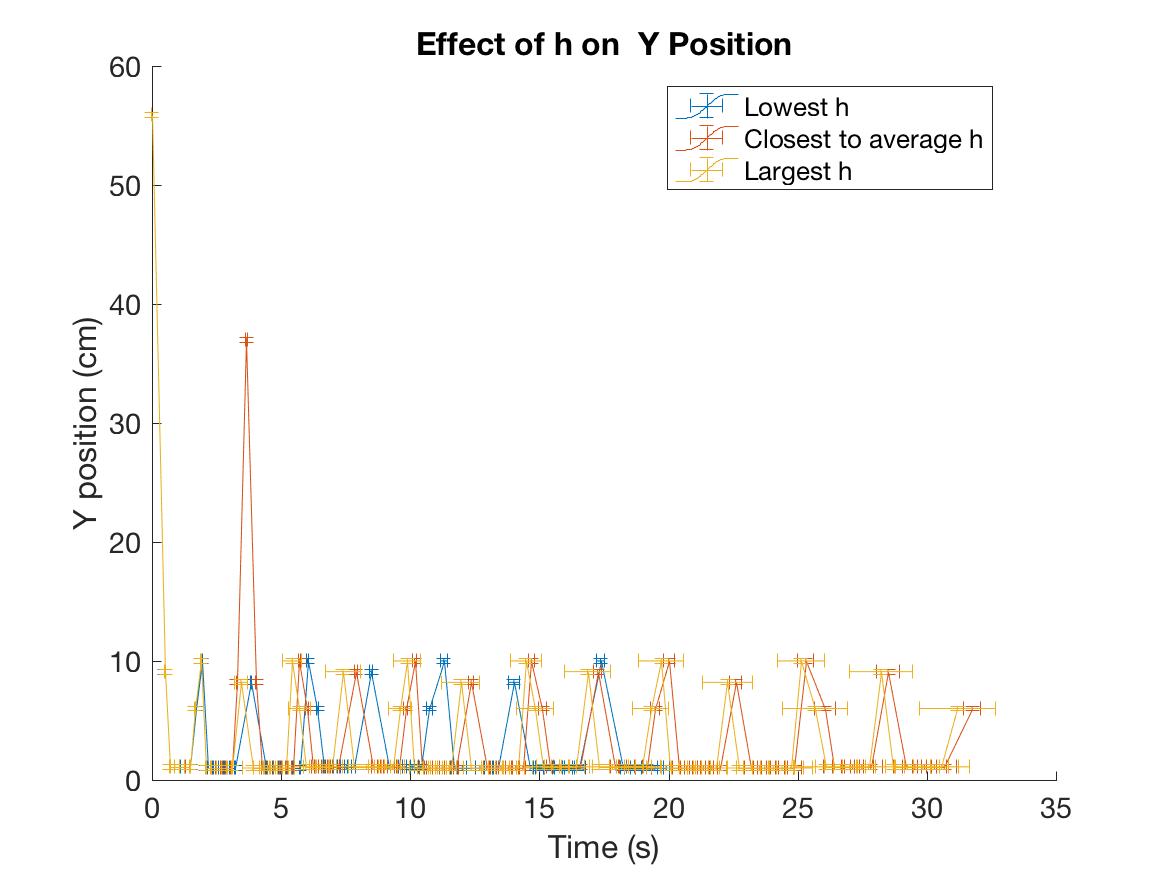 Effect of h on  Y Position
Lowest h
Closest to average h
Largest h
Y position (cm)
60
50
40
30
20
10
0
0 5 10 15 20 25 30 35
Time (s)